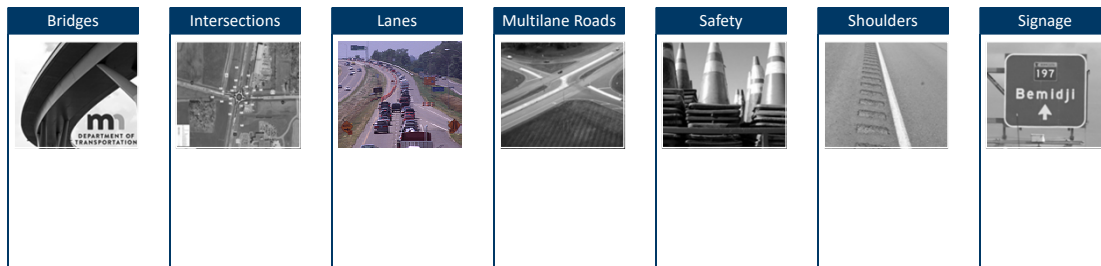 Bridges
Intersections
Lanes
Multilane Roads
Safety
Shoulders
Signage
DEPARTMENT OF
TRANSPORTATION
197
Bemidji